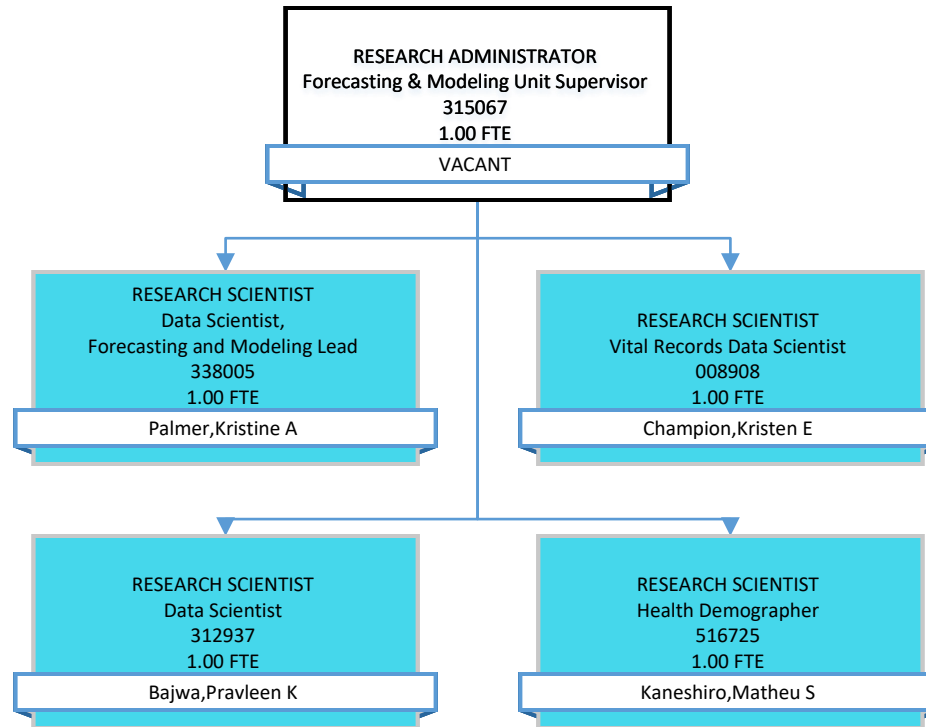 RESEARCH ADMINISTRATOR
Forecasting & Modeling Unit Supervisor
315067
1.00 FTE
VACANT
RESEARCH SCIENTIST
Data Scientist,
Forecasting and Modeling Lead
338005
1.00 FTE
Palmer,Kristine A
RESEARCH SCIENTIST
Vital Records Data Scientist
008908
1.00 FTE
Champion,Kristen E
RESEARCH SCIENTIST
Data Scientist
312937
1.00 FTE
Bajwa,Pravleen K
RESEARCH SCIENTIST
Health Demographer
516725
1.00 FTE
Kaneshiro,Matheu S